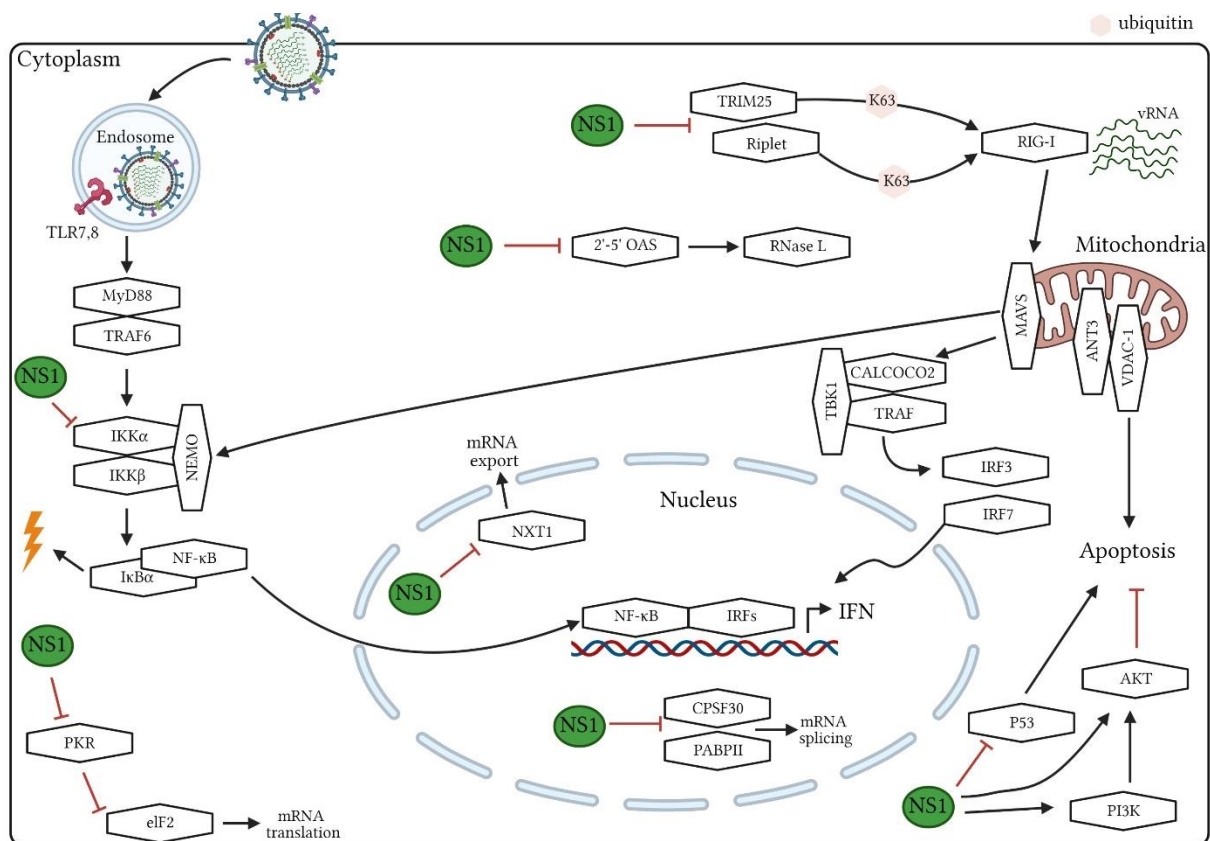 ubiquitin
Cytoplasm
Endosome
TLR7,8
MyD88
TRAF6
NS1
IKKα
IKKβ
NEMO
IκBα
NF-κB
NS1
PKR
elF2
mRNA
translation
NS1
TRIM25
Riplet
K63
K63
RIG-I
vRNA
NS1
2'-5' OAS
RNase L
Mitochondria
MAVS
ANT3
VDAC-1
TBK1
CALCOCO2
TRAF
IRF3
IRF7
mRNA
export
Nucleus
NXT1
NS1
NF-κB
IRFs
IFN
NS1
CPSF30
PABPII
mRNA
splicing
Apoptosis
AKT
P53
NS1
PI3K